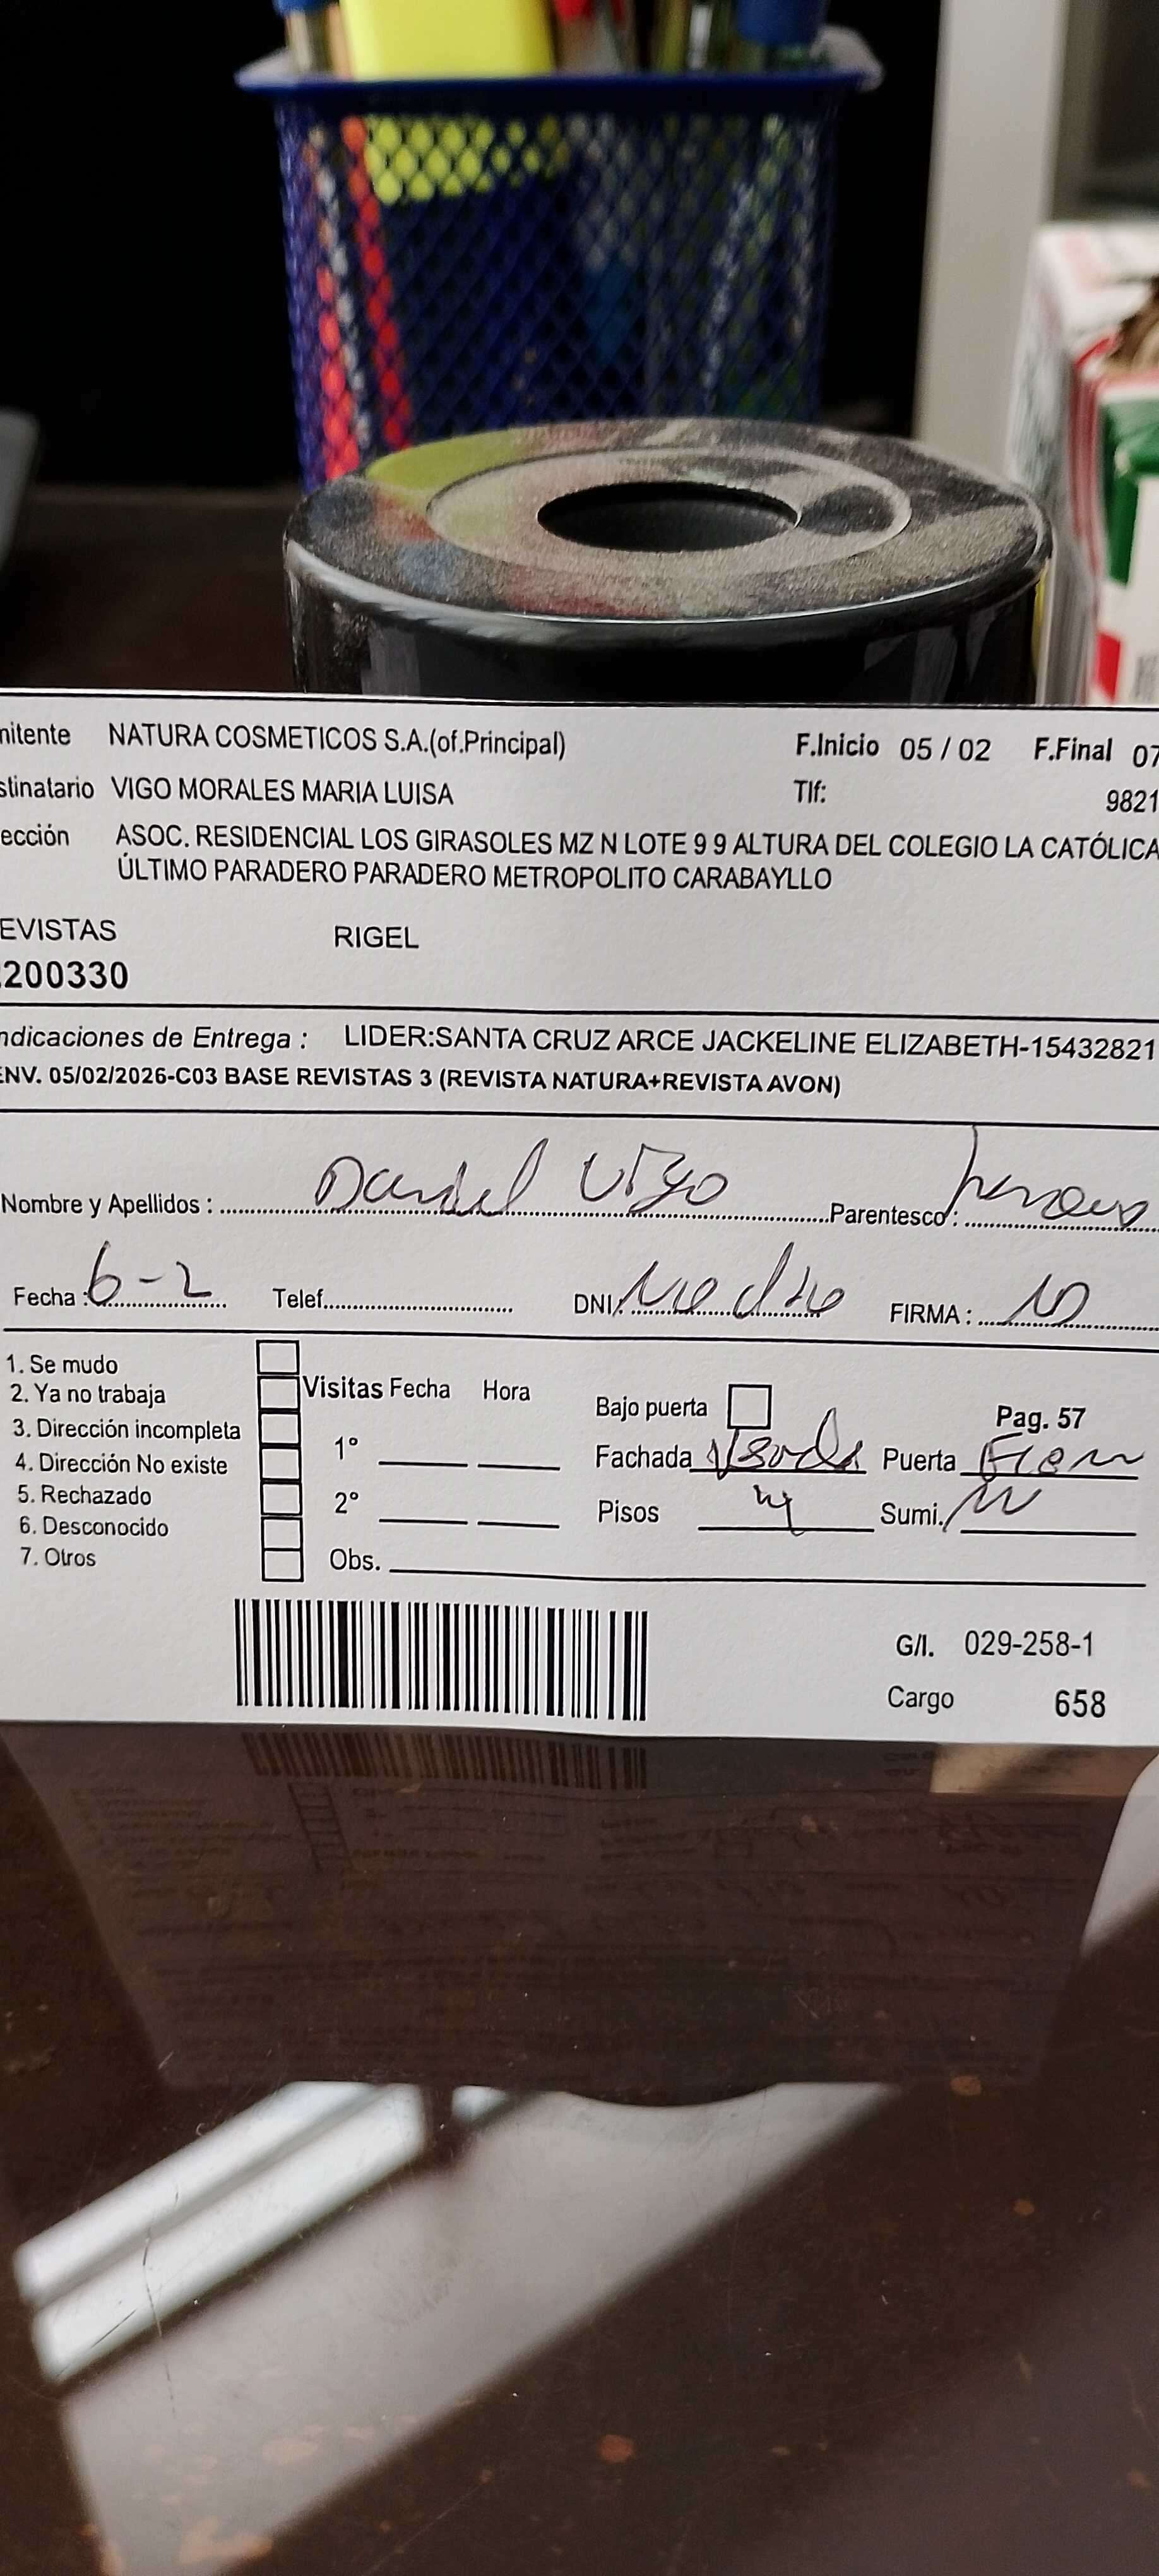 mitente NATURA COSMETICOS S.A.(of.Principal) F.Inicio 05 / 02 F.Final 07
stinatario VIGO MORALES MARIA LUISA Tlf: 9821
ección ASOC. RESIDENCIAL LOS GIRASOLES MZ N LOTE 9 9 ALTURA DEL COLEGIO LA CATÓLICA
ÚLTIMO PARADERO PARADERO METROPOLITO CARABAYLLO
EVISTAS RIGEL
200330
ndicaciones de Entrega : LIDER:SANTA CRUZ ARCE JACKELINE ELIZABETH-15432821
ENV. 05/02/2026-C03 BASE REVISTAS 3 (REVISTA NATURA+REVISTA AVON)
Nombre y Apellidos : Daniel Vigo Parentesco :
Fecha : 6-2 Telef. DNI. FIRMA :
1. Se mudo
2. Ya no trabaja Visitas Fecha Hora Bajo puerta Pag. 57
3. Dirección incompleta
4. Dirección No existe 1° Fachada Puerta
5. Rechazado 2° Pisos Sumi.
6. Desconocido
7. Otros Obs.
G/I. 029-258-1
Cargo 658